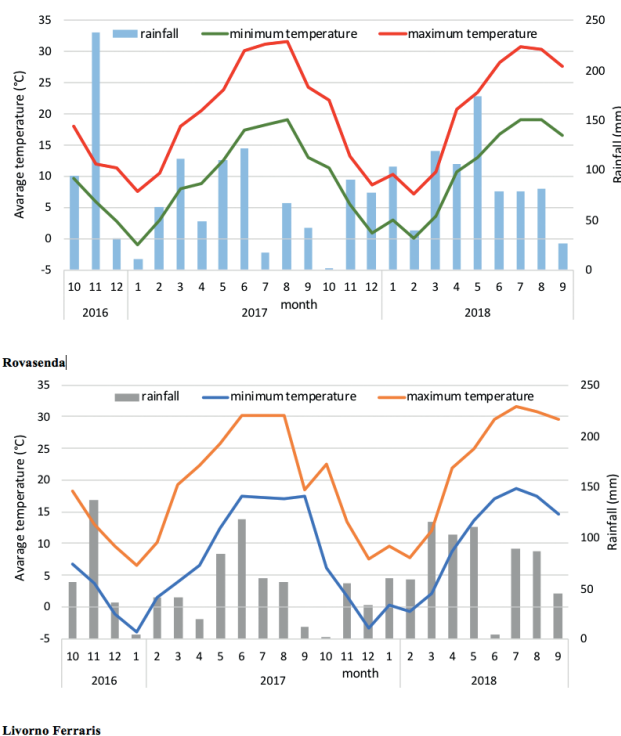 35
250
rainfall
minimum temperature
maximum temperature
30
200
25
20
150
15
10
100
5
50
0
-5
0
Avarage temperature (°C)
Rainfall (mm)
10 11 12 1 2 3 4 5 6 7 8 9 10 11 12 1 2 3 4 5 6 7 8 9
month
2016 2017 2018
Rovasenda
35
250
rainfall
minimum temperature
maximum temperature
30
200
25
20
150
15
10
100
5
50
0
-5
0
Avarage temperature (°C)
Rainfall (mm)
10 11 12 1 2 3 4 5 6 7 8 9 10 11 12 1 2 3 4 5 6 7 8 9
month
2016 2017 2018
Livorno Ferraris